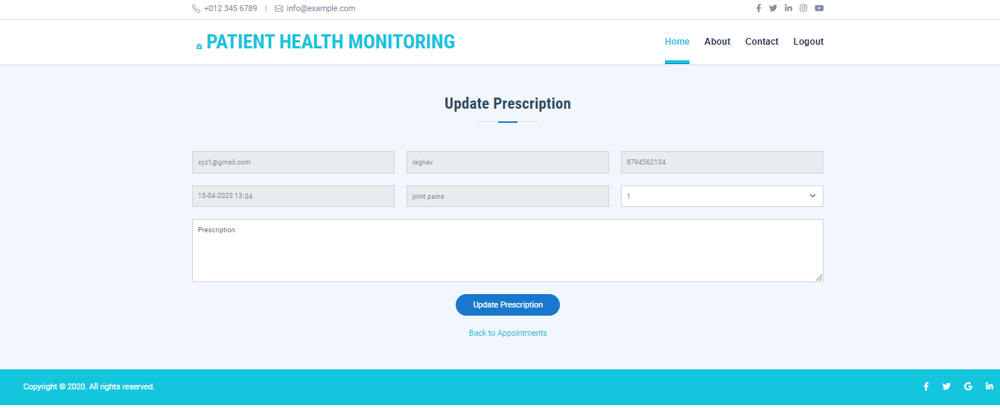 +012 345 6789 | info@example.com
PATIENT HEALTH MONITORING
Home About Contact Logout
Update Prescription
xyz1@gmail.com raghav 8794562134
15-04-2023 13:04 joint pains 1
Prescription
Update Prescription
Back to Appointments
Copyright © 2020. All rights reserved.